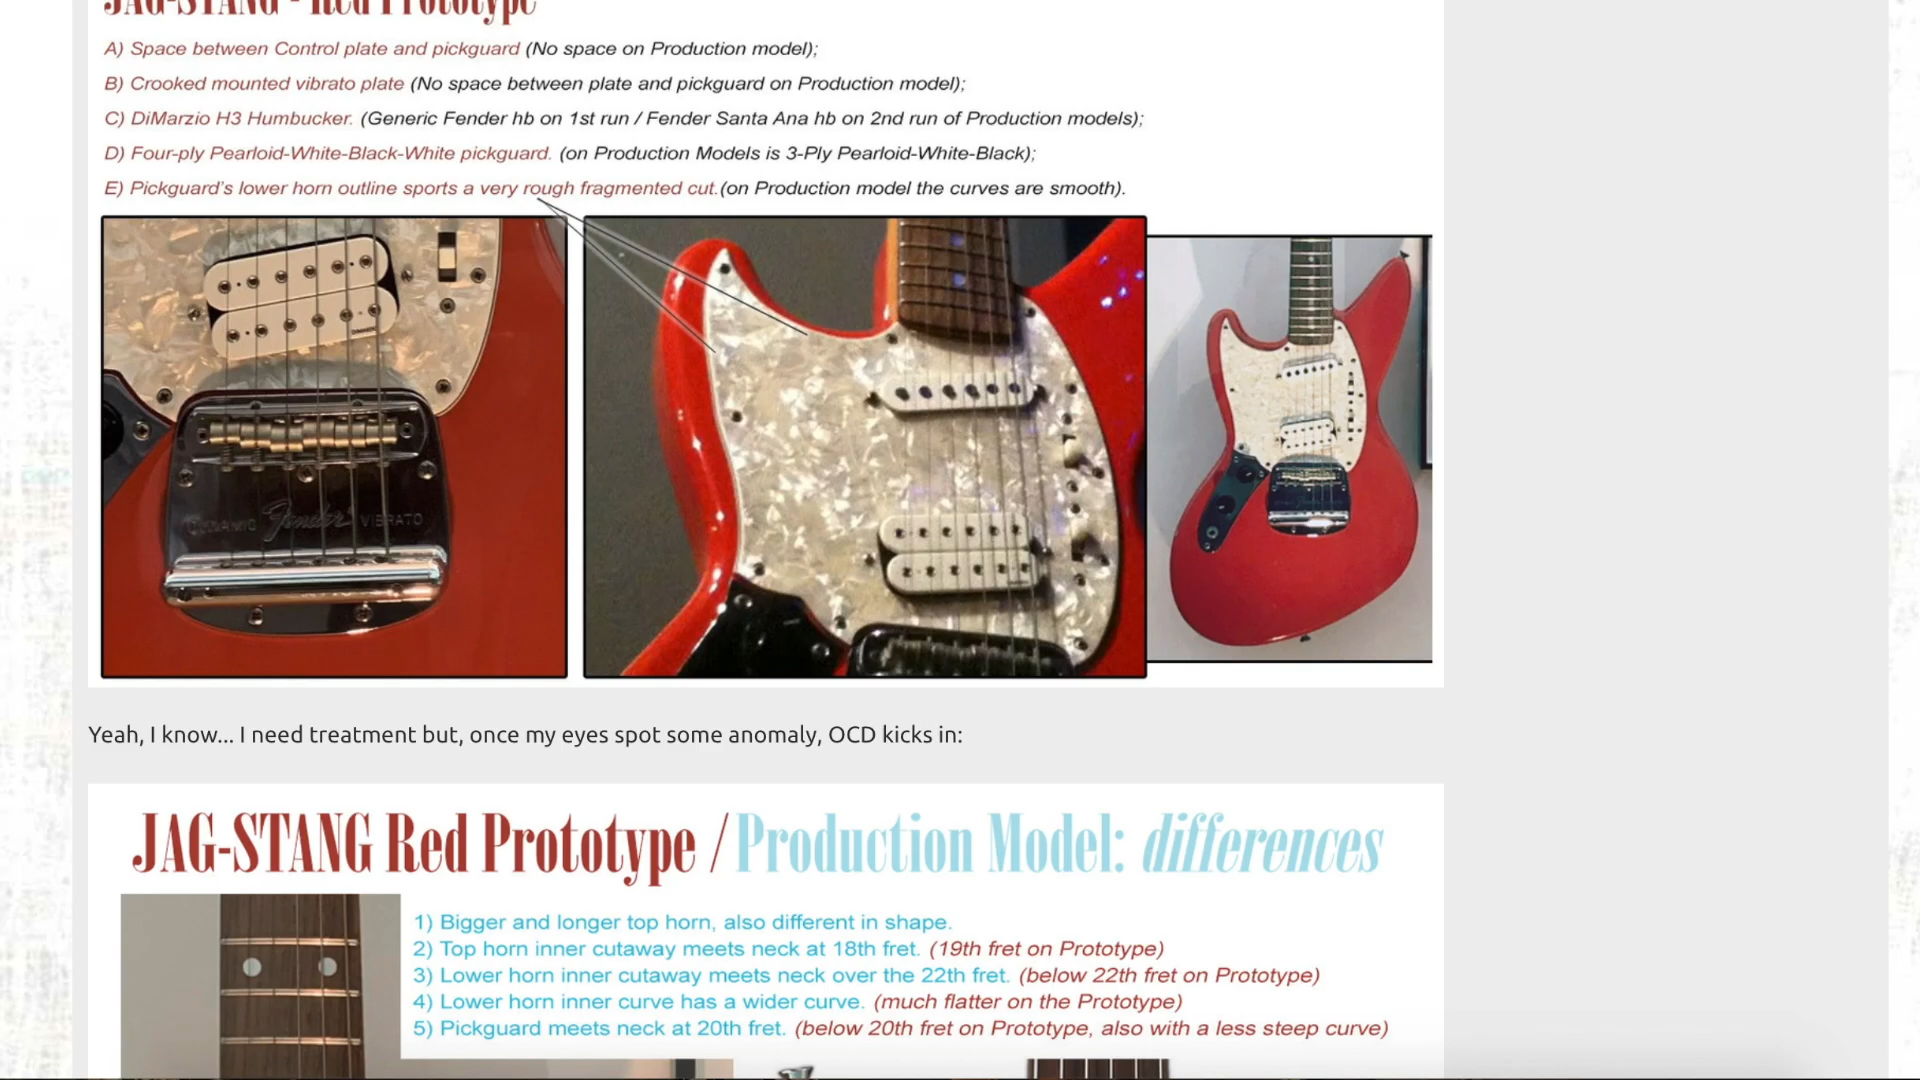 JAG-STANG - Red Prototype
A) Space between Control plate and pickguard (No space on Production model);
B) Crooked mounted vibrato plate (No space between plate and pickguard on Production model);
C) DiMarzio H3 Humbucker. (Generic Fender hb on 1st run / Fender Santa Ana hb on 2nd run of Production models);
D) Four-ply Pearloid-White-Black-White pickguard. (on Production Models is 3-Ply Pearloid-White-Black);
E) Pickguard's lower horn outline sports a very rough fragmented cut.(on Production model the curves are smooth).
DYNAMIC Fender VIBRATO
Yeah, I know... I need treatment but, once my eyes spot some anomaly, OCD kicks in:
JAG-STANG Red Prototype / Production Model: differences
1) Bigger and longer top horn, also different in shape.
2) Top horn inner cutaway meets neck at 18th fret. (19th fret on Prototype)
3) Lower horn inner cutaway meets neck over the 22th fret. (below 22th fret on Prototype)
4) Lower horn inner curve has a wider curve. (much flatter on the Prototype)
5) Pickguard meets neck at 20th fret. (below 20th fret on Prototype, also with a less steep curve)